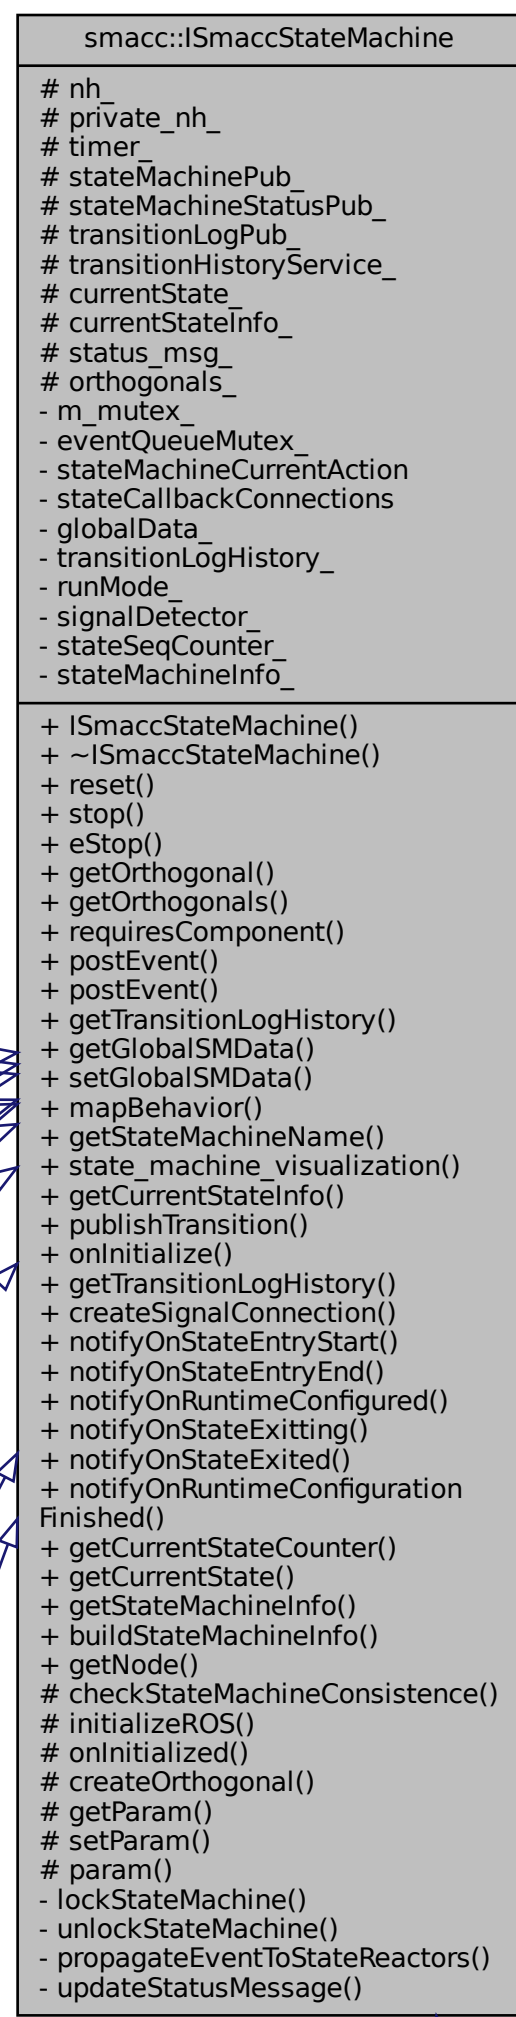 smacc::ISmaccStateMachine
# nh_
# private_nh_
# timer_
# stateMachinePub_
# stateMachineStatusPub_
# transitionLogPub_
# transitionHistoryService_
# currentState_
# currentStateInfo_
# status_msg_
# orthogonals_
- m_mutex_
- eventQueueMutex_
- stateMachineCurrentAction
- stateCallbackConnections
- globalData_
- transitionLogHistory_
- runMode_
- signalDetector_
- stateSeqCounter_
- stateMachineInfo_
+ ISmaccStateMachine()
+ ~ISmaccStateMachine()
+ reset()
+ stop()
+ eStop()
+ getOrthogonal()
+ getOrthogonals()
+ requiresComponent()
+ postEvent()
+ postEvent()
+ getTransitionLogHistory()
+ getGlobalSMData()
+ setGlobalSMData()
+ mapBehavior()
+ getStateMachineName()
+ state_machine_visualization()
+ getCurrentStateInfo()
+ publishTransition()
+ onInitialize()
+ getTransitionLogHistory()
+ createSignalConnection()
+ notifyOnStateEntryStart()
+ notifyOnStateEntryEnd()
+ notifyOnRuntimeConfigured()
+ notifyOnStateExitting()
+ notifyOnStateExited()
+ notifyOnRuntimeConfiguration
Finished()
+ getCurrentStateCounter()
+ getCurrentState()
+ getStateMachineInfo()
+ buildStateMachineInfo()
+ getNode()
# checkStateMachineConsistence()
# initializeROS()
# onInitialized()
# createOrthogonal()
# getParam()
# setParam()
# param()
- lockStateMachine()
- unlockStateMachine()
- propagateEventToStateReactors()
- updateStatusMessage()